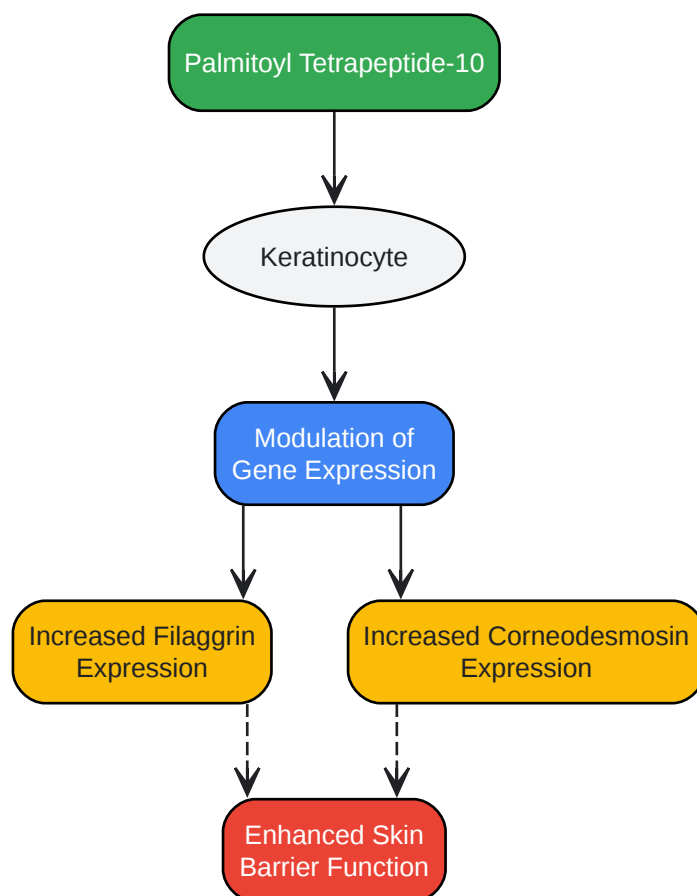 Palmitoyl Tetrapeptide-10
Keratinocyte
Modulation of
Gene Expression
Increased Filaggrin
Expression
Increased Corneodesmosin
Expression
Enhanced Skin
Barrier Function